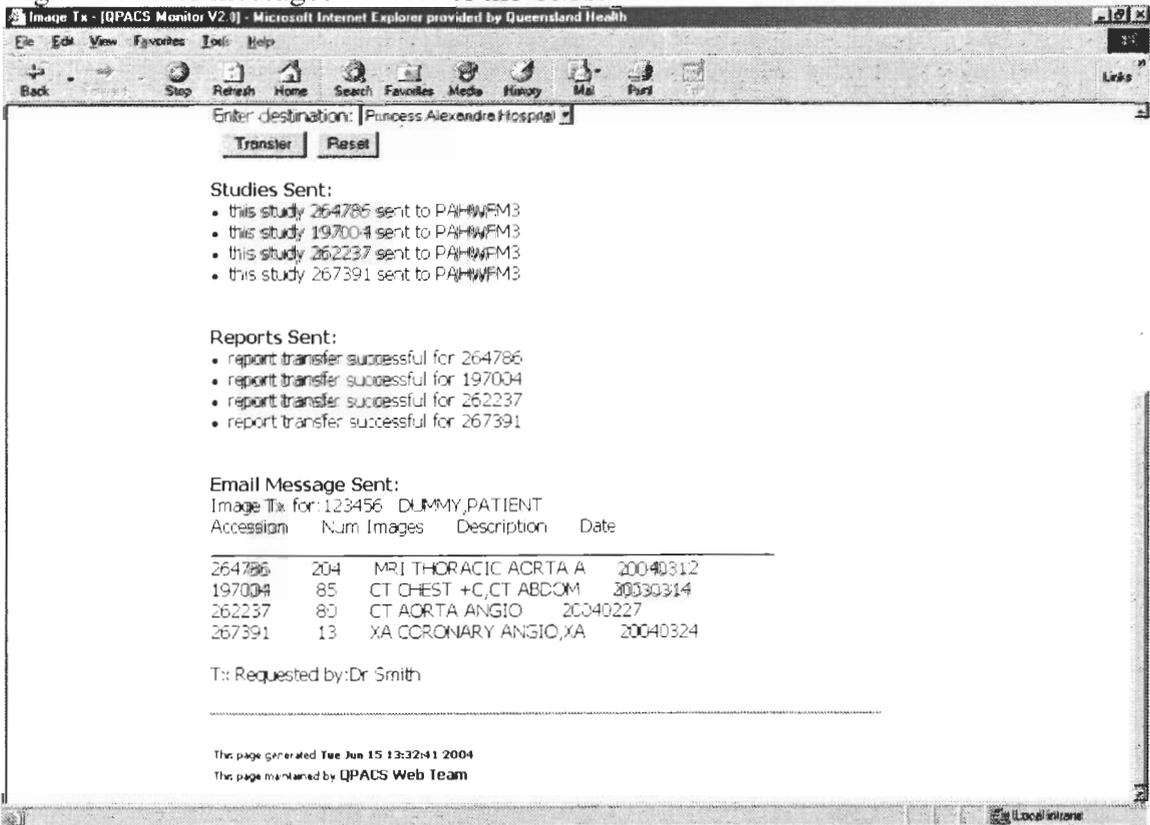 Image Tx - [QPACS Monitor V2.0] - Microsoft Internet Explorer provided by Queensland Health
File Edit View Favorites Tools Help
Back Stop Refresh Home Search Favorites Media History Mail Print Links
Enter destination: Princess Alexandra Hospital
Transfer Reset
Studies Sent:
• this study 264786 sent to PAHWFM3
• this study 197004 sent to PAHWFM3
• this study 262237 sent to PAHWFM3
• this study 267391 sent to PAHWFM3
Reports Sent:
• report transfer successful for 264786
• report transfer successful for 197004
• report transfer successful for 262237
• report transfer successful for 267391
Email Message Sent:
Image Tx for:123456 DUMMY,PATIENT
Accession Num Images Description Date
264786 204 MRI THORACIC AORTA A 20040312
197004 85 CT CHEST +C,CT ABDOM 20030314
262237 80 CT AORTA ANGIO 20040227
267391 13 XA CORONARY ANGIO,XA 20040324
Tx Requested by:Dr Smith
This page generated Tue Jun 15 13:32:41 2004
This page maintained by QPACS Web Team
Local intranet